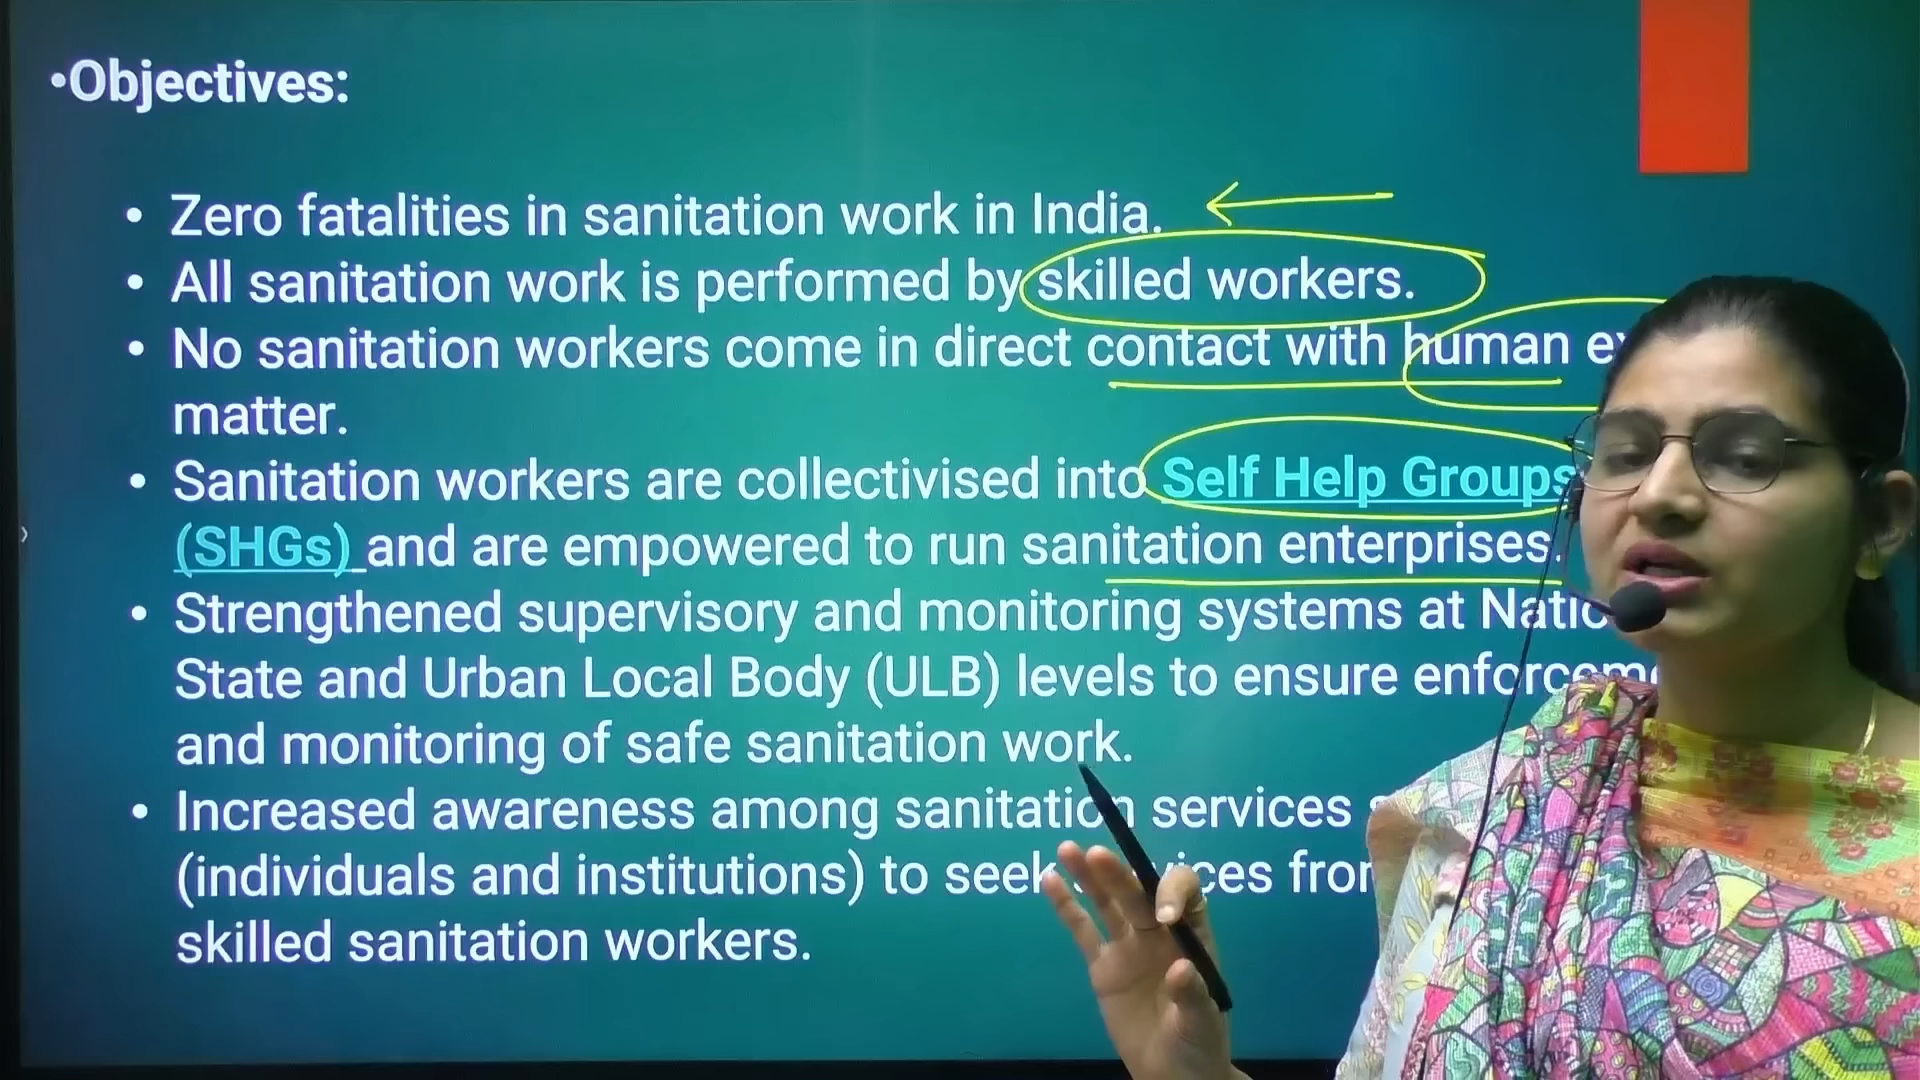 •Objectives:
• Zero fatalities in sanitation work in India.
• All sanitation work is performed by skilled workers.
• No sanitation workers come in direct contact with human
matter.
• Sanitation workers are collectivised into Self Help Groups
(SHGs) and are empowered to run sanitation enterprises.
• Strengthened supervisory and monitoring systems at
State and Urban Local Body (ULB) levels to ensure
and monitoring of safe sanitation work.
• Increased awareness among sanitation services
(individuals and institutions) to seek
skilled sanitation workers.